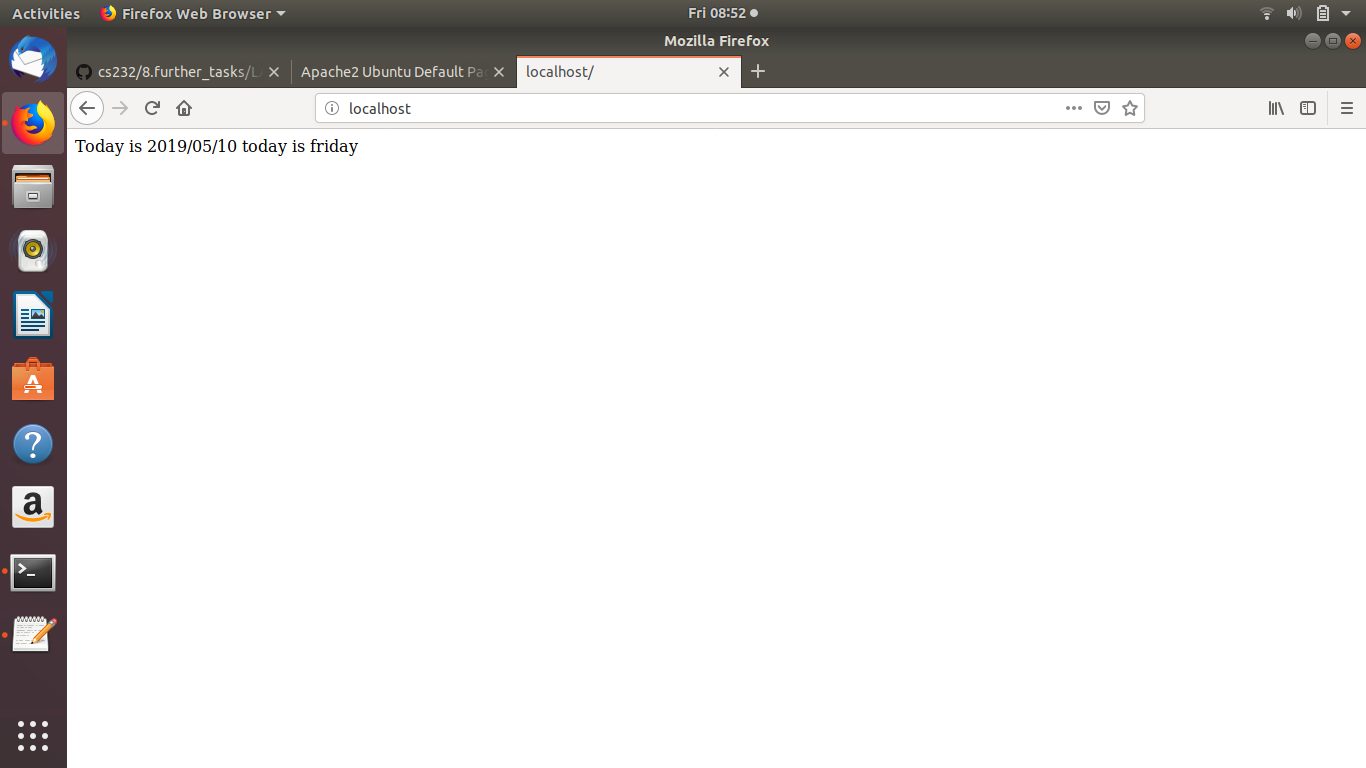 Activities
Firefox Web Browser
Fri 08:52
Mozilla Firefox
cs232/8.further_tasks/
Apache2 Ubuntu Default
localhost/
localhost
Today is 2019/05/10 today is friday